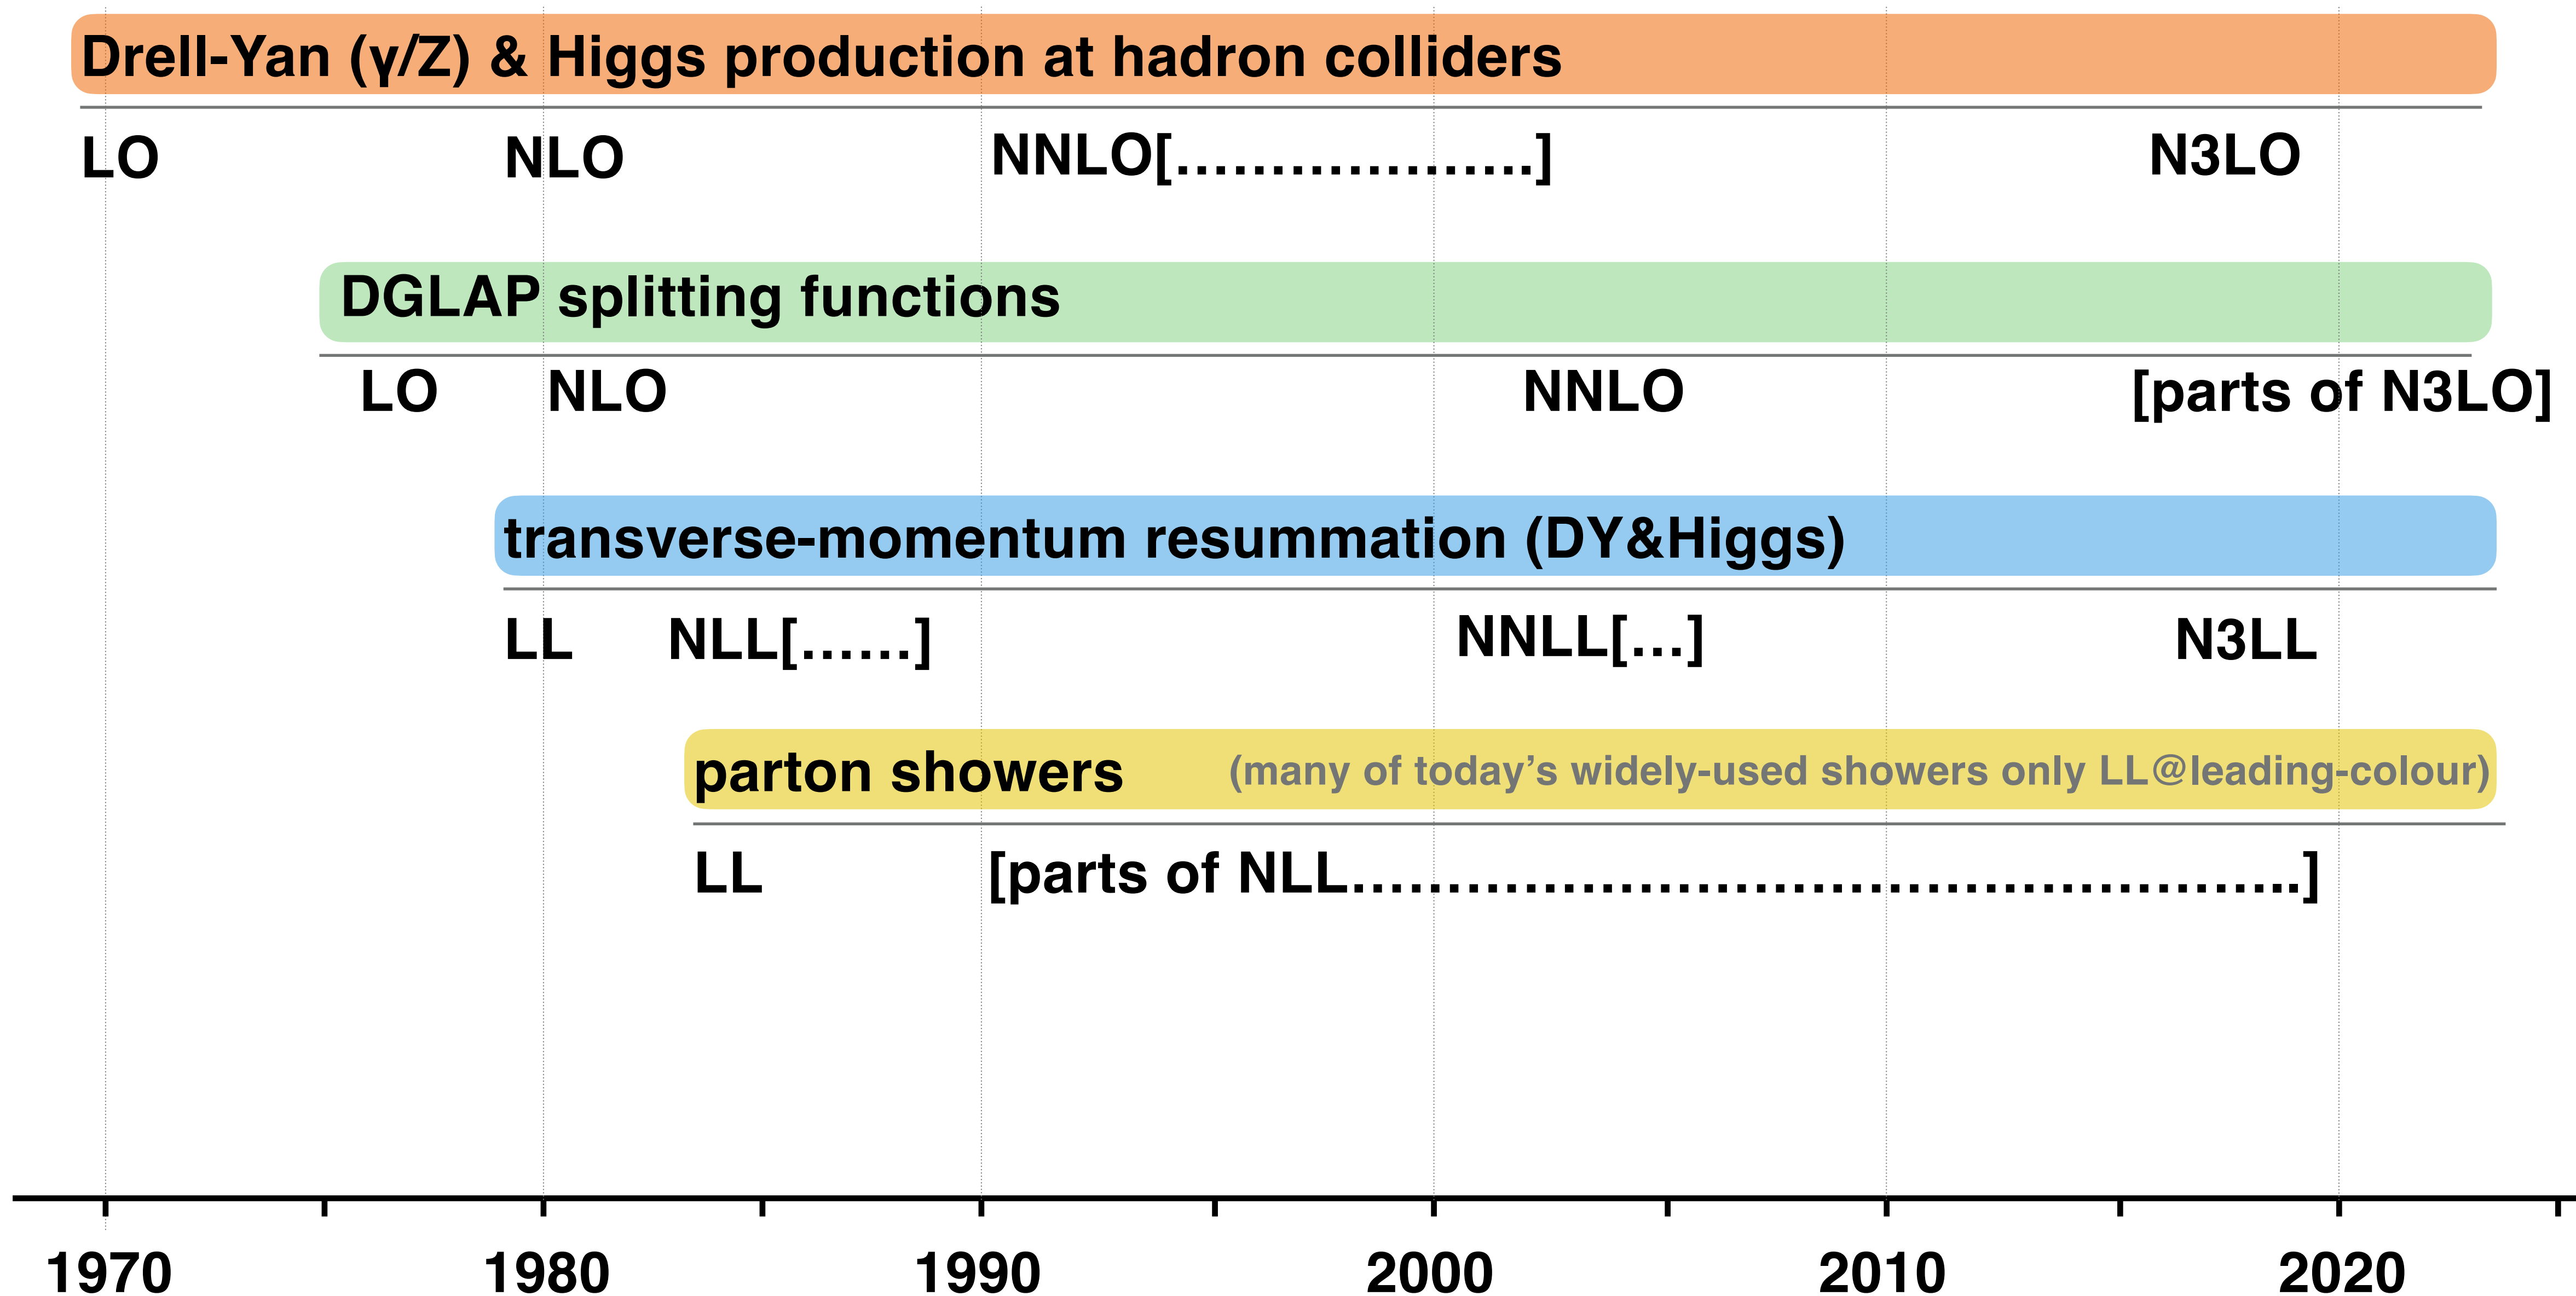 Drell-Yan (γ/Z) & Higgs production at hadron colliders
LO NLO NNLO[..................] N3LO
DGLAP splitting functions
LO NLO NNLO [parts of N3LO]
transverse-momentum resummation (DY&Higgs)
LL NLL[......] NNLL[...] N3LL
parton showers (many of today’s widely-used showers only LL@leading-colour)
LL [parts of NLL.................................................]
1970 1980 1990 2000 2010 2020